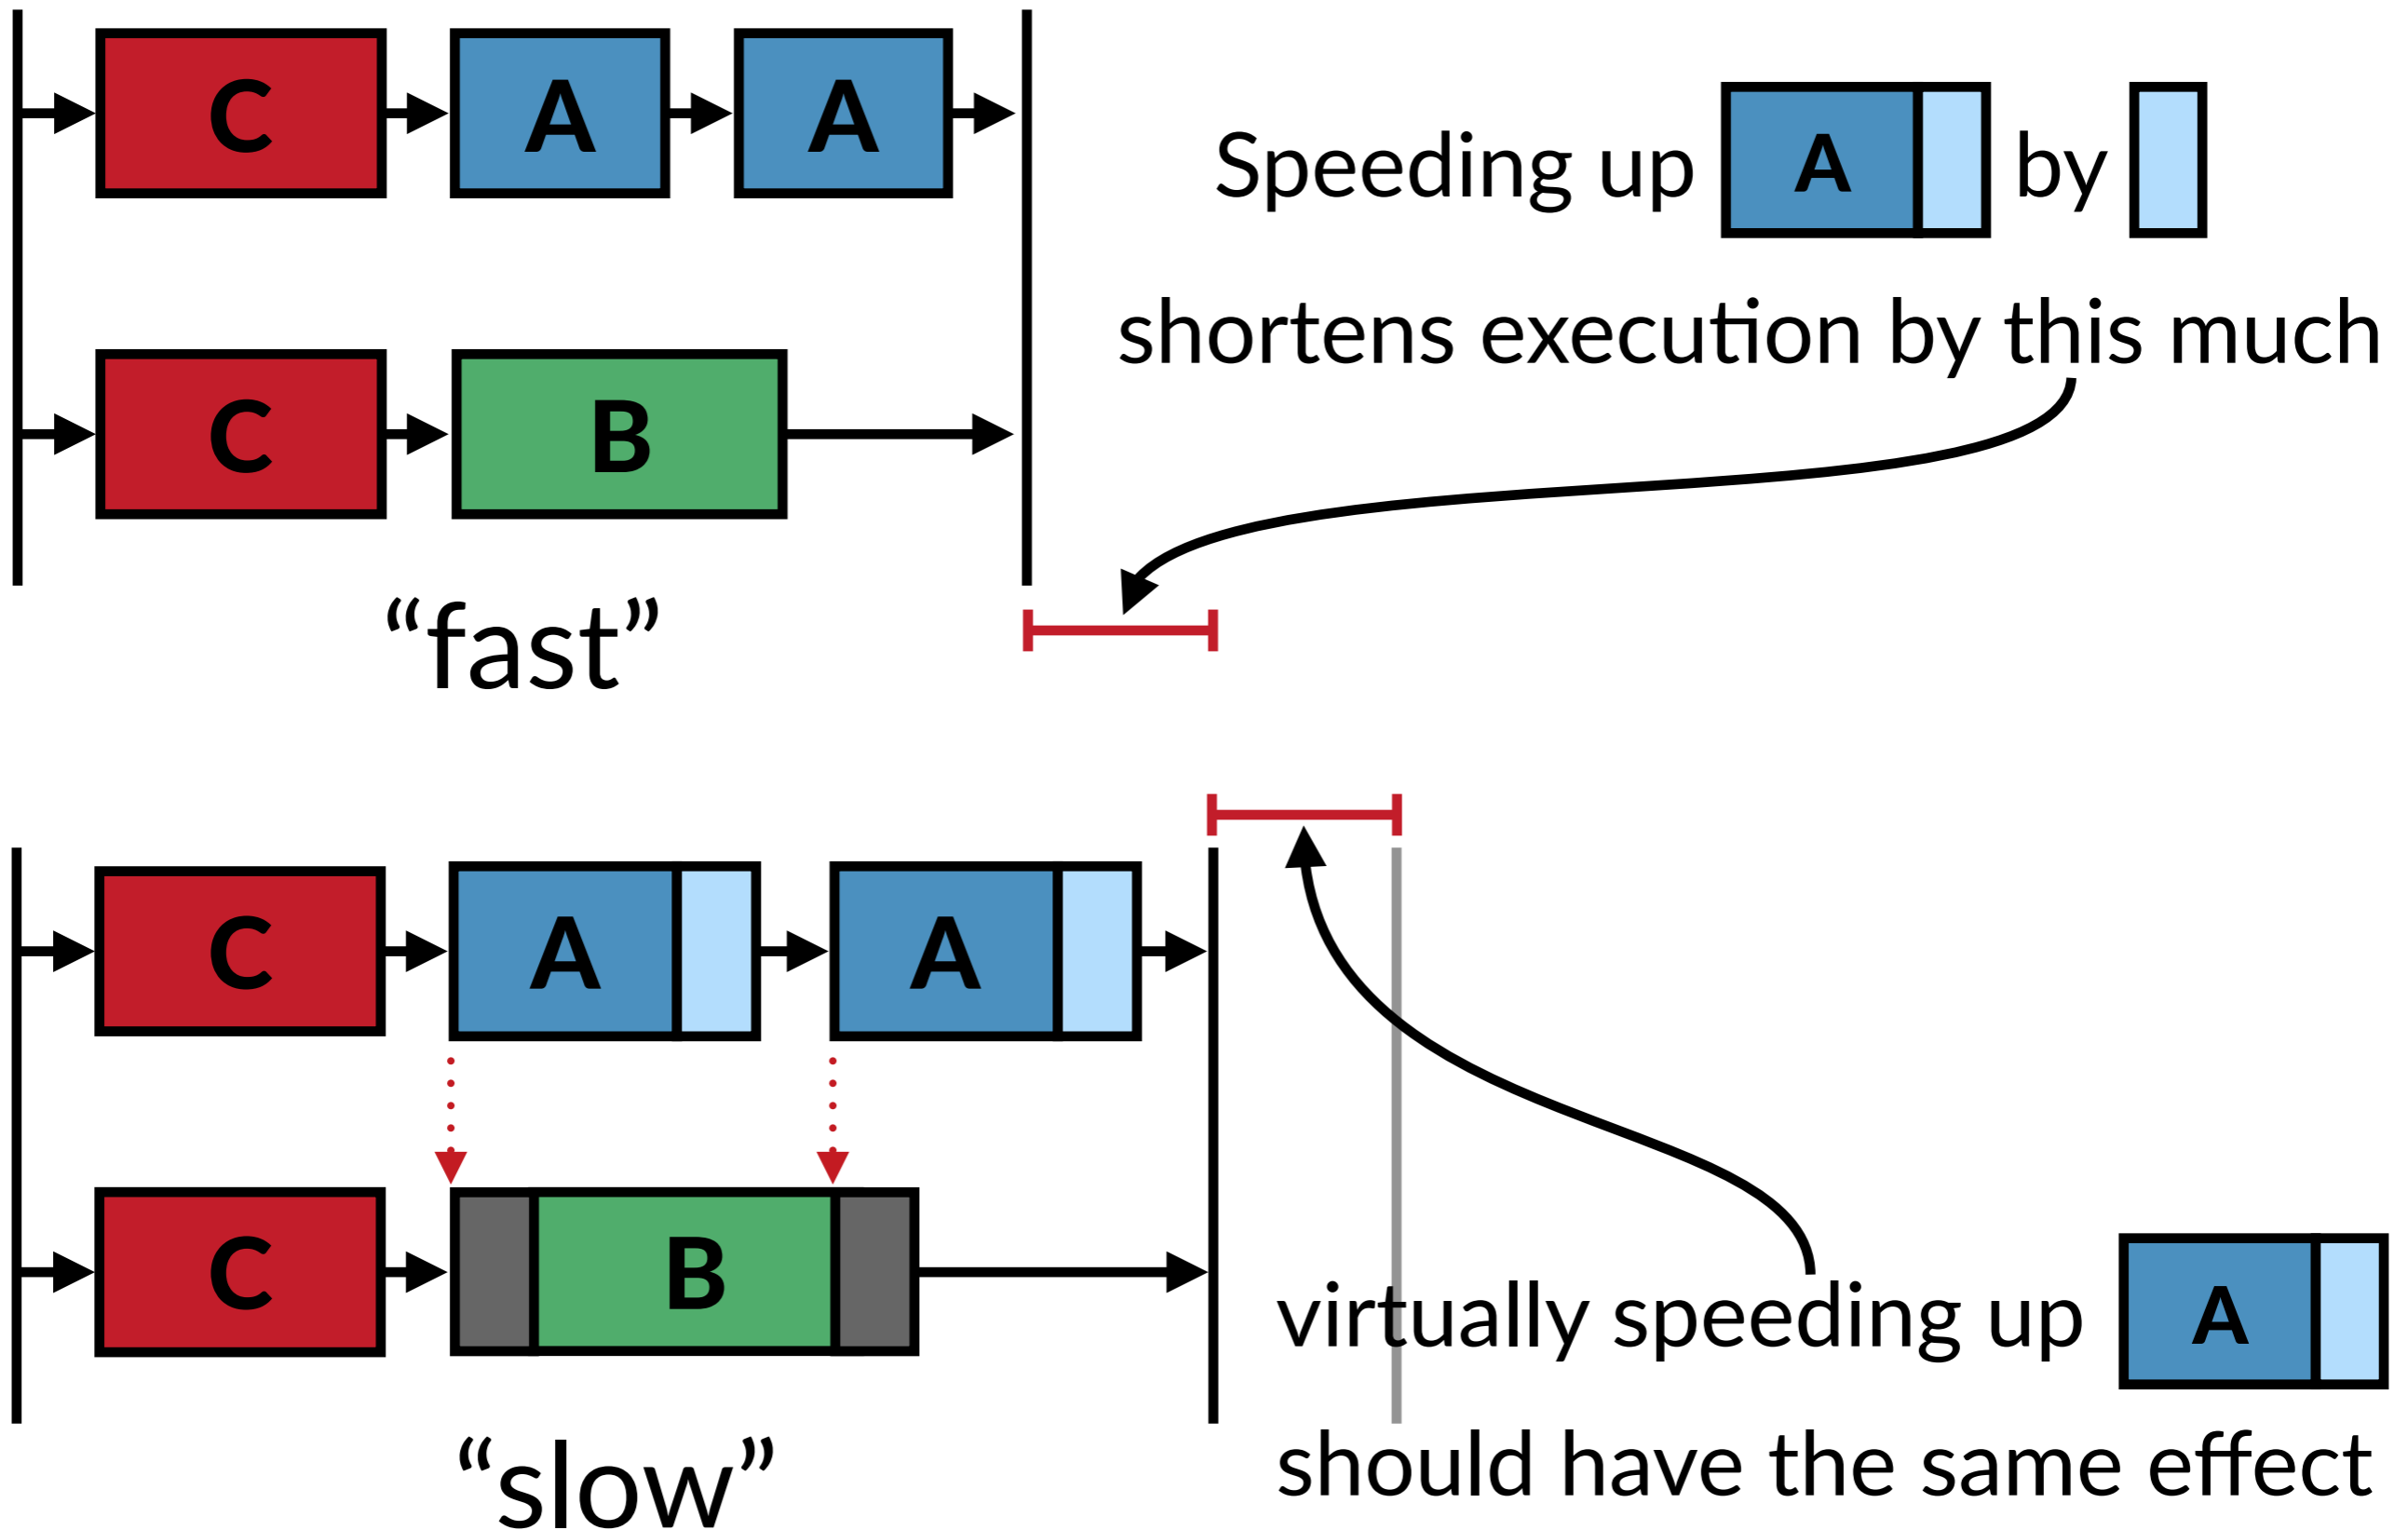 C A A
Speeding up A by
shortens execution by this much
C B
“fast”
C A A
C B
virtually speeding up A
should have the same effect
“slow”